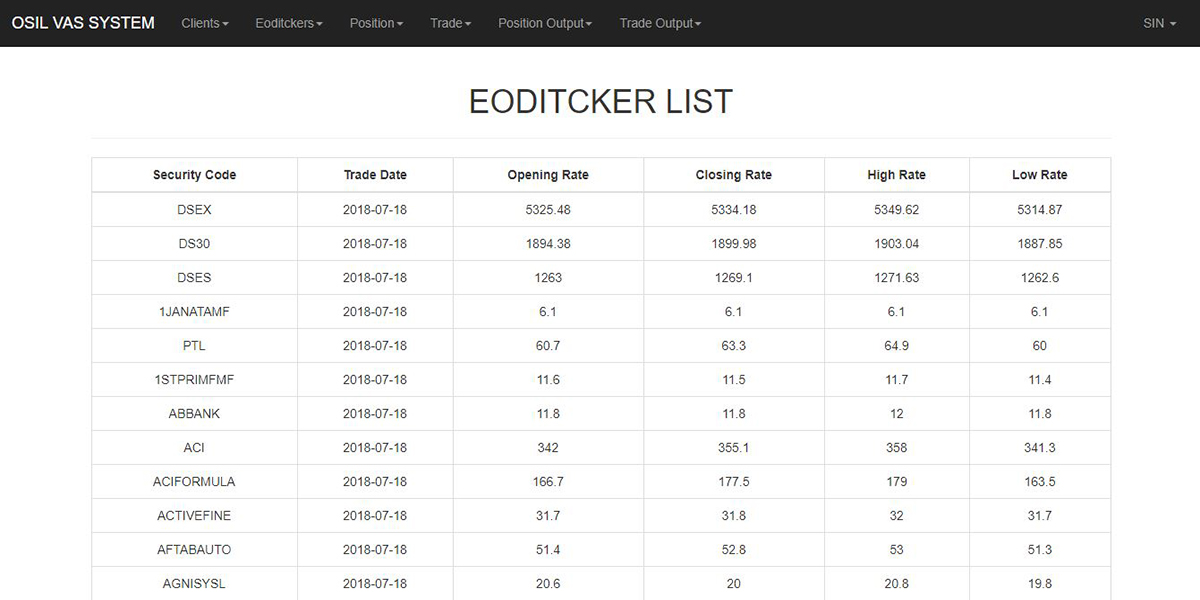 OSIL VAS SYSTEM Clients Eoditckers Position Trade Position Output Trade Output SIN
EODITCKER LIST
Security Code Trade Date Opening Rate Closing Rate High Rate Low Rate
DSEX 2018-07-18 5325.48 5334.18 5349.62 5314.87
DS30 2018-07-18 1894.38 1899.98 1903.04 1887.85
DSES 2018-07-18 1263 1269.1 1271.63 1262.6
1JANATAMF 2018-07-18 6.1 6.1 6.1 6.1
PTL 2018-07-18 60.7 63.3 64.9 60
1STPRIMFMF 2018-07-18 11.6 11.5 11.7 11.4
ABBANK 2018-07-18 11.8 11.8 12 11.8
ACI 2018-07-18 342 355.1 358 341.3
ACIFORMULA 2018-07-18 166.7 177.5 179 163.5
ACTIVEFINE 2018-07-18 31.7 31.8 32 31.7
AFTABAUTO 2018-07-18 51.4 52.8 53 51.3
AGNISYSL 2018-07-18 20.6 20 20.8 19.8